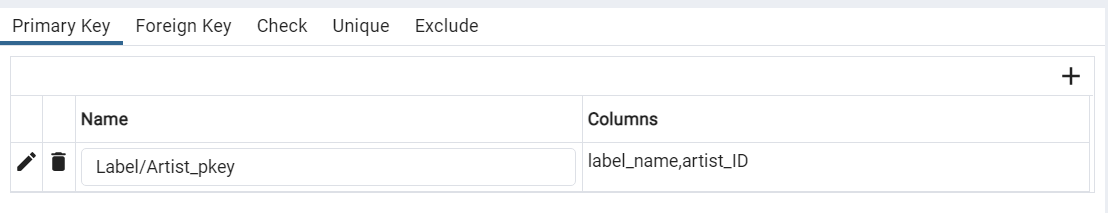 Primary Key Foreign Key Check Unique Exclude
Name Columns
Label/Artist_pkey label_name,artist_ID